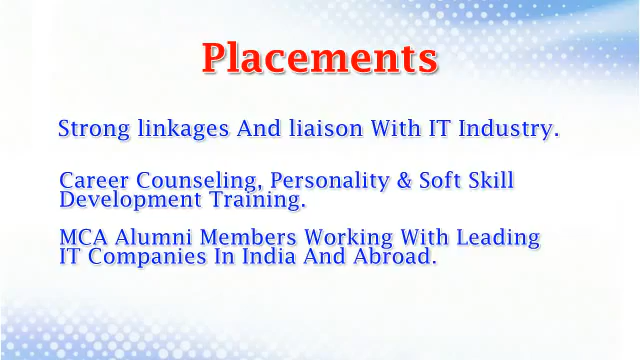 Placements
Strong linkages And liaison With IT Industry.
Career Counseling, Personality & Soft Skill
Development Training.
MCA Alumni Members Working With Leading
IT Companies In India And Abroad.